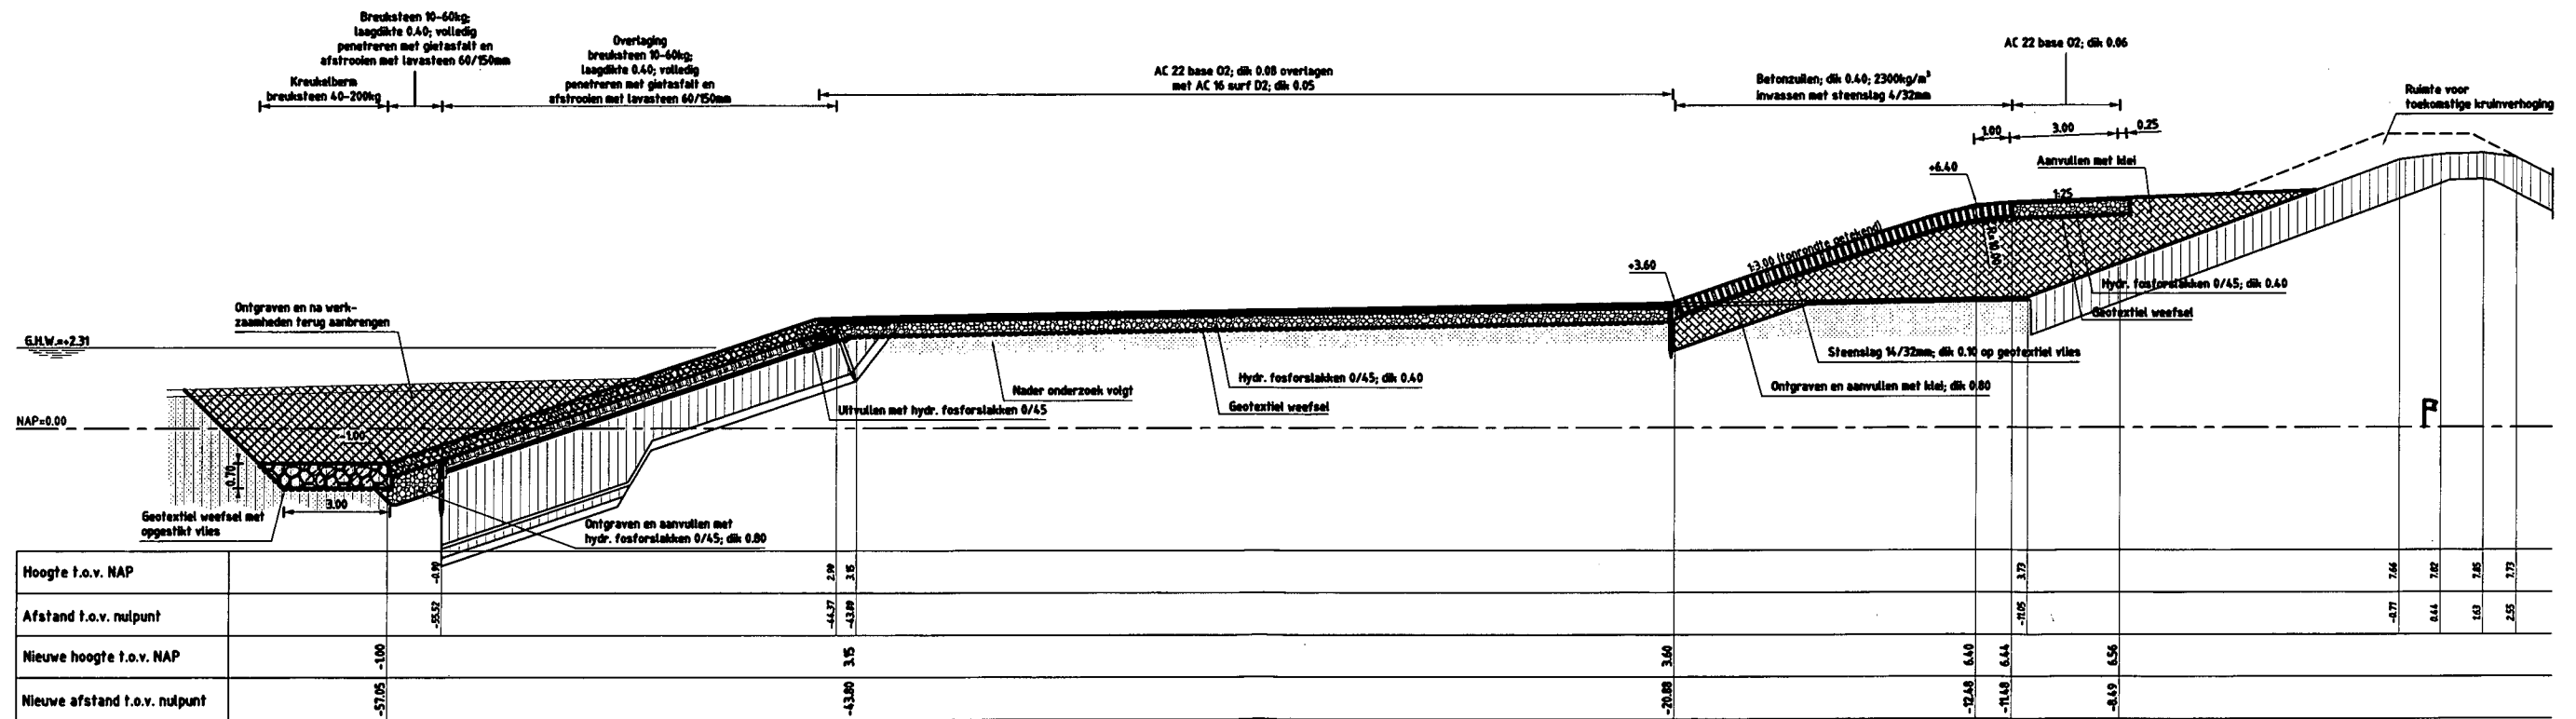 Breuksteen 10-60kg;
laagdikte 0.40; volledig
penetreren met gietasfalt en
afstrooien met lavasteen 60/150mm
Kreukelberm
breuksteen 40-200kg
Overlaging
breuksteen 10-60kg;
laagdikte 0.40; volledig
penetreren met gietasfalt en
afstrooien met lavasteen 60/150mm
AC 22 base O2; dik 0.08 overlagen
met AC 16 surf D2; dik 0.05
Betonzuilen; dik 0.40; 2300kg/m³
inwassen met steenslag 4/32mm
AC 22 base O2; dik 0.06
Ruimte voor
toekomstige kruinverhoging
1.00
3.00
0.25
Aanvullen met klei
+6.40
1:25
1:3.00 (tonrondte getekend)
R=10.00
+3.60
Hydr. fosforslakken 0/45; dik 0.40
Geotextiel weefsel
Ontgraven en na werk-
zaamheden terug aanbrengen
G.H.W.=+2.31
Steenslag 14/32mm; dik 0.10 op geotextiel vlies
Ontgraven en aanvullen met klei; dik 0.80
Nader onderzoek volgt
Hydr. fosforslakken 0/45; dik 0.40
Geotextiel weefsel
Uitvullen met hydr. fosforslakken 0/45
NAP=0.00
-1.00
0.70
3.00
Geotextiel weefsel met
opgestikt vlies
Ontgraven en aanvullen met
hydr. fosforslakken 0/45; dik 0.80
Hoogte t.o.v. NAP -0.90 2.90 3.15 3.73 7.66 7.82 7.85 7.73
Afstand t.o.v. nulpunt -55.52 -44.37 -43.89 -11.05 -0.77 0.44 1.63 2.55
Nieuwe hoogte t.o.v. NAP -1.00 3.15 3.60 6.40 6.44 6.56
Nieuwe afstand t.o.v. nulpunt -57.05 -43.80 -20.88 -12.48 -11.48 -8.49